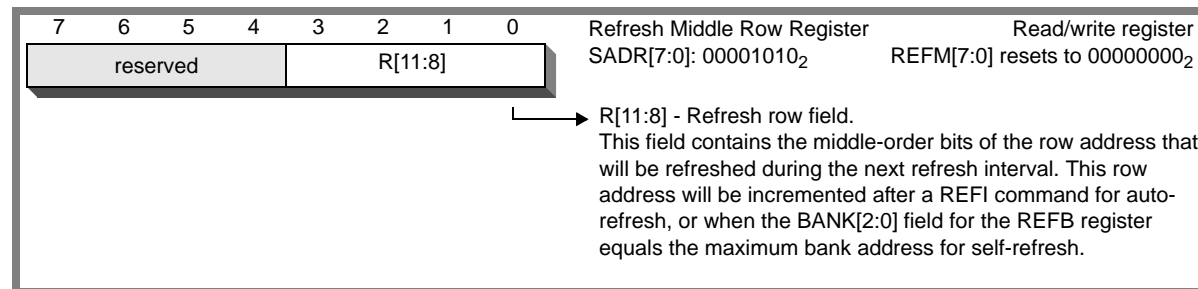 7 6 5 4 3 2 1 0
reserved R[11:8]
Refresh Middle Row Register Read/write register
SADR[7:0]: 00001010₂ REFM[7:0] resets to 00000000₂
R[11:8] - Refresh row field.
This field contains the middle-order bits of the row address that
will be refreshed during the next refresh interval. This row
address will be incremented after a REFI command for auto-
refresh, or when the BANK[2:0] field for the REFB register
equals the maximum bank address for self-refresh.